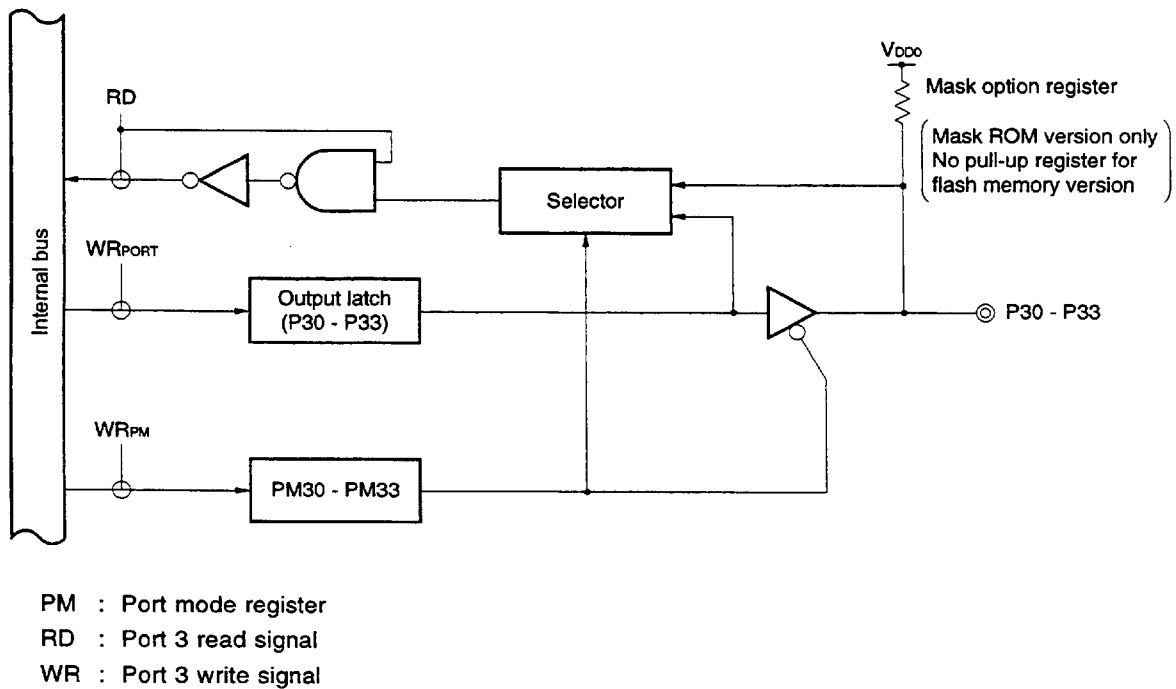 VDD0
Mask option register
RD
Mask ROM version only
No pull-up register for
flash memory version
Selector
WRPORT
Internal bus
Output latch
(P30 - P33)
P30 - P33
WRPM
PM30 - PM33
PM : Port mode register
RD : Port 3 read signal
WR : Port 3 write signal